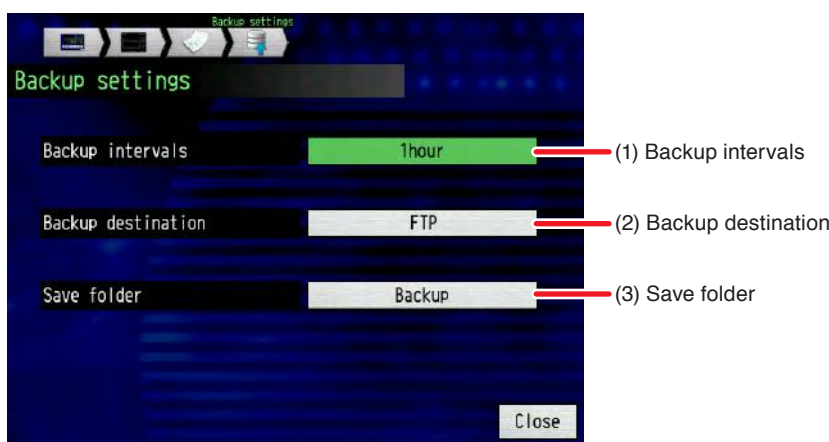 Backup settings
Backup settings
Backup intervals 1hour (1) Backup intervals
Backup destination FTP (2) Backup destination
Save folder Backup (3) Save folder
Close